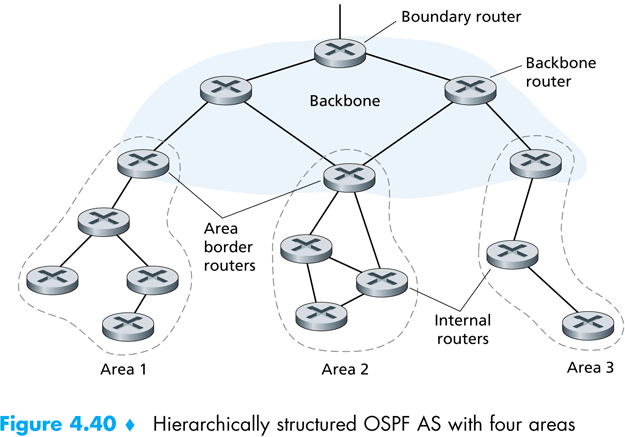 Boundary router
Backbone
router
Backbone
Area
border
routers
Internal
routers
Area 1
Area 2
Area 3
Figure 4.40 ♦ Hierarchically structured OSPF AS with four areas